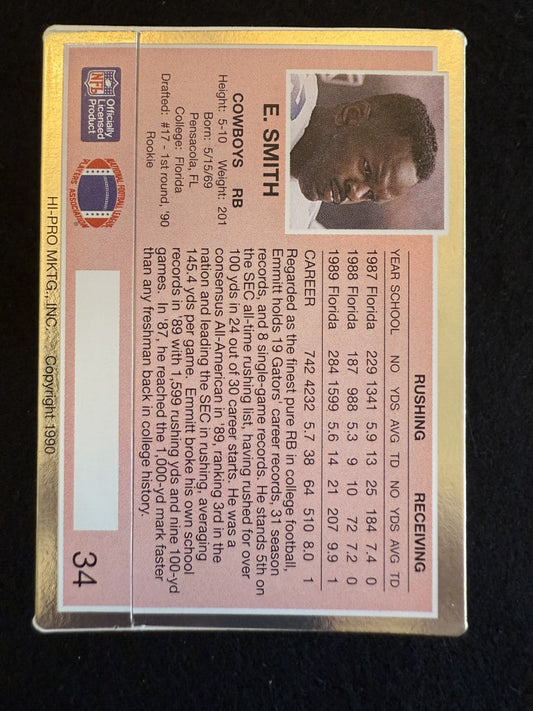 E. SMITH
COWBOYS RB
Height: 5-10 Weight: 201
Born: 5/15/69
Pensacola, FL
College: Florida
Drafted: #17 - 1st round, '90
Rookie
RUSHING RECEIVING
YEAR SCHOOL NO YDS AVG TD NO YDS AVG TD
1987 Florida 229 1341 5.9 13 25 184 7.4 0
1988 Florida 187 988 5.3 9 10 72 7.2 0
1989 Florida 284 1599 5.6 14 21 207 9.9 1
CAREER 742 4232 5.7 38 64 510 8.0 1
Regarded as the finest pure RB in college football,
Emmitt holds 19 Gators' career records, 31 season
records, and 8 single-game records. He stands 5th on
the SEC all-time rushing list, having rushed for over
100 yds in 24 out of 30 career starts. He was a
consensus All-American in '89, ranking 3rd in the
nation and leading the SEC in rushing, averaging
145.4 yds per game. Emmitt broke his own school
records in '89 with 1,599 rushing yds and nine 100-yd
games. In '87, he reached the 1,000-yd mark faster
than any freshman back in college history.
NFL
Officially
Licensed
Product
NATIONAL FOOTBALL LEAGUE
PLAYERS' ASSOCIATION
34
HI-PRO MKTG., INC. Copyright 1990